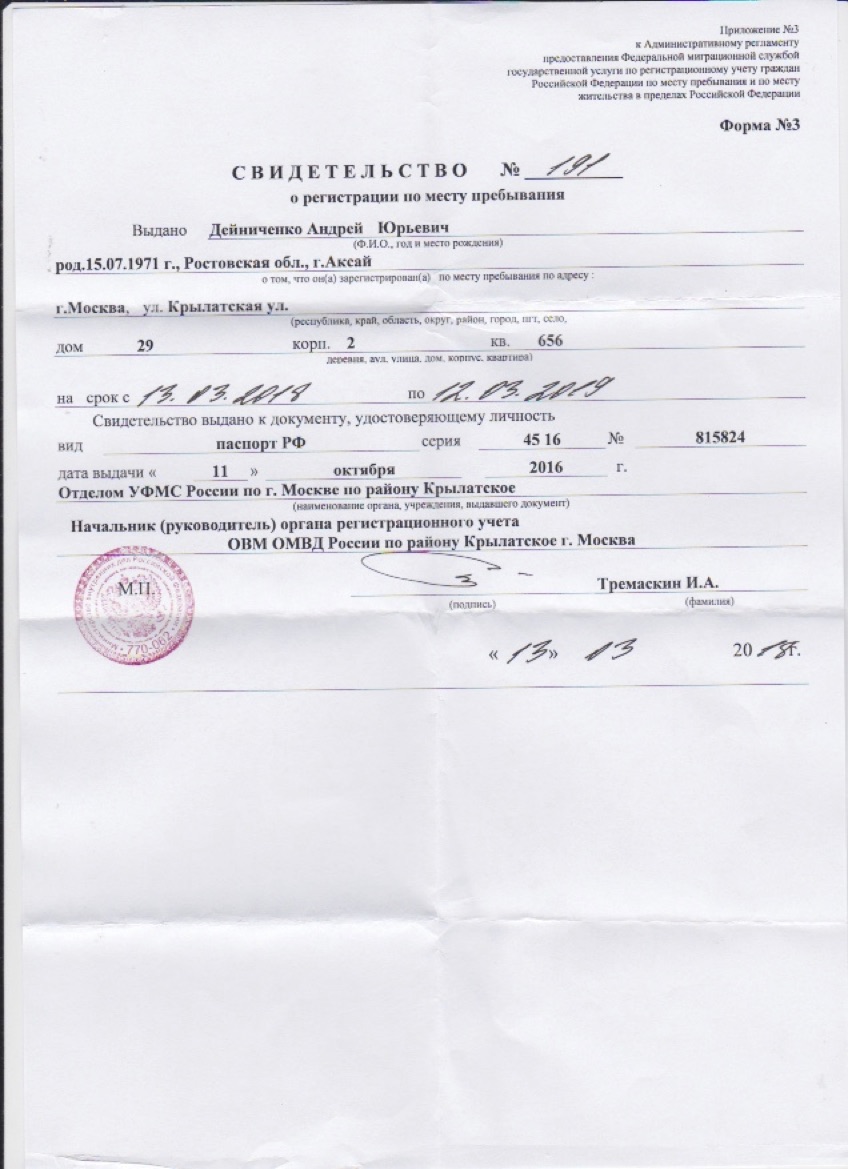 Приложение №3
к Административному регламенту
предоставления Федеральной миграционной службой
государственной услуги по регистрационному учету граждан
Российской Федерации по месту пребывания и по месту
жительства в пределах Российской Федерации
Форма №3
СВИДЕТЕЛЬСТВО № 191
о регистрации по месту пребывания
Выдано Дейниченко Андрей Юрьевич
(Ф.И.О., год и место рождения)
род.15.07.1971 г., Ростовская обл., г.Аксай
о том, что он(а) зарегистрирован(а) по месту пребывания по адресу :
г.Москва, ул. Крылатская ул.
(республика, край, область, округ, район, город, пгт, село,
дом 29 корп. 2 кв. 656
деревня, аул, улица, дом, корпус, квартира)
на срок с 13. 03. 2018 по 12. 03. 2019
Свидетельство выдано к документу, удостоверяющему личность
вид паспорт РФ серия 45 16 № 815824
дата выдачи « 11 » октября 2016 г.
Отделом УФМС России по г. Москве по району Крылатское
(наименование органа, учреждения, выдавшего документ)
Начальник (руководитель) органа регистрационного учета
ОВМ ОМВД России по району Крылатское г. Москва
М.П.
Тремаскин И.А.
(подпись) (фамилия)
770-062
« 13» 03 20 18г.